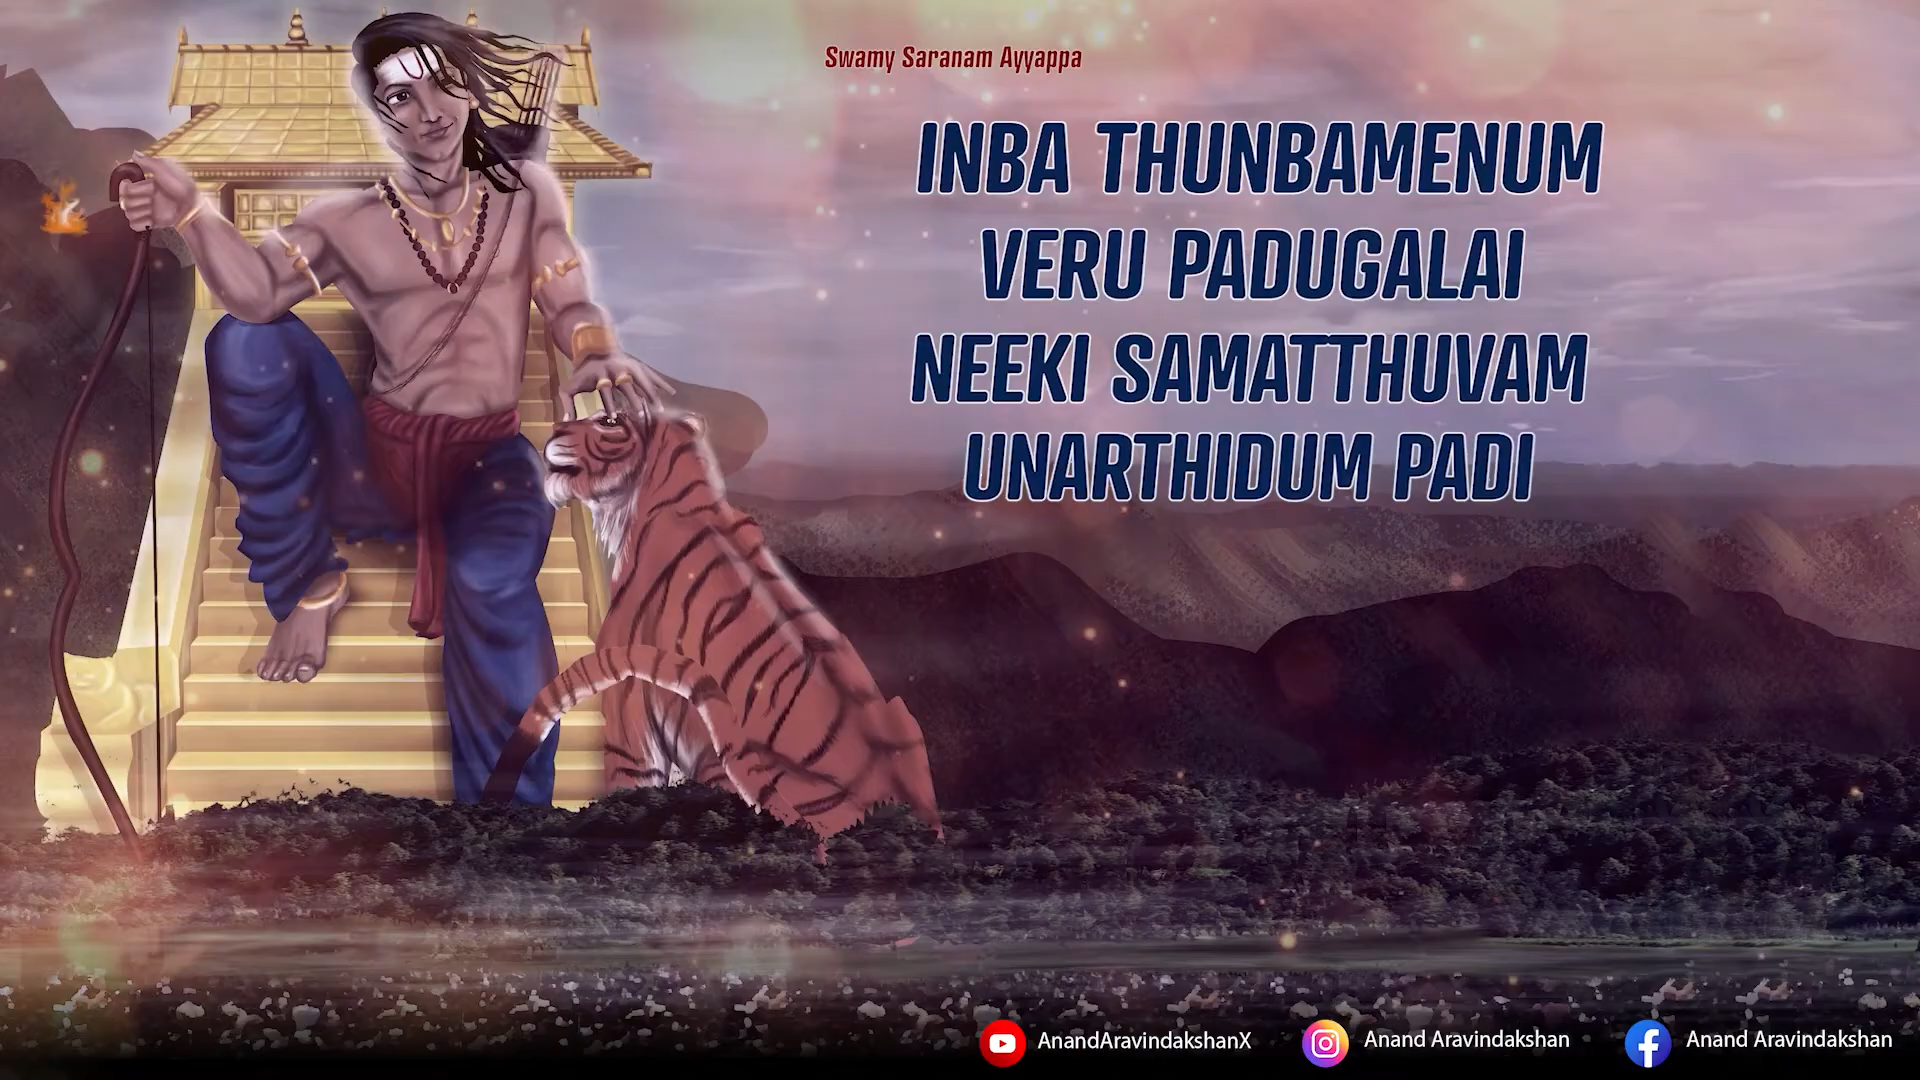 Swamy Saranam Ayyappa
INBA THUNBAMENUM
VERU PADUGALAI
NEEKI SAMATTHUVAM
UNARTHIDUM PADI
AnandAravindakshanX
Anand Aravindakshan
Anand Aravindakshan